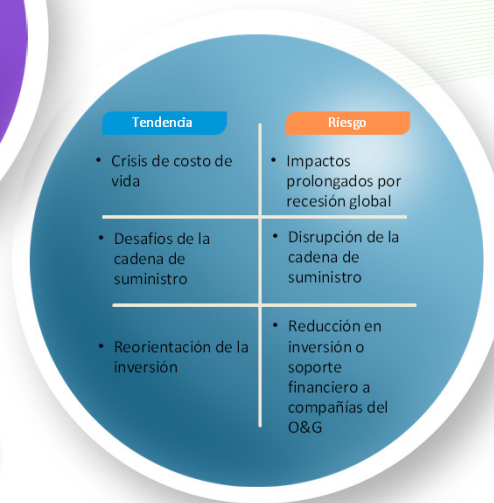 Tendencia
Riesgo
• Crisis de costo de
vida
• Impactos
prolongados por
recesión global
• Desafíos de la
cadena de
suministro
• Disrupción de la
cadena de
suministro
• Reorientación de la
inversión
• Reducción en
inversión o
soporte
financiero a
compañías del
O&G